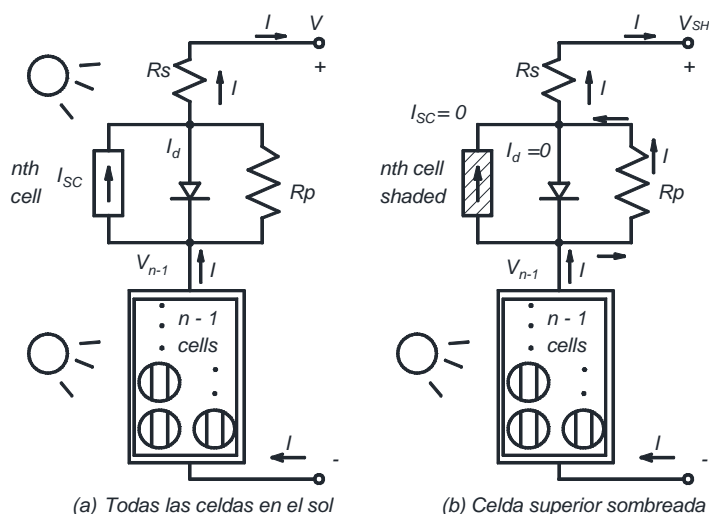 I
V
+
Rs
I
nth
cell
I_SC
I_d
Rp
V_n-1
I
n - 1
cells
I
-
(a) Todas las celdas en el sol
I
V_SH
+
Rs
I
I_SC = 0
I_d =0
I
nth cell
shaded
Rp
V_n-1
I
n - 1
cells
I
-
(b) Celda superior sombreada